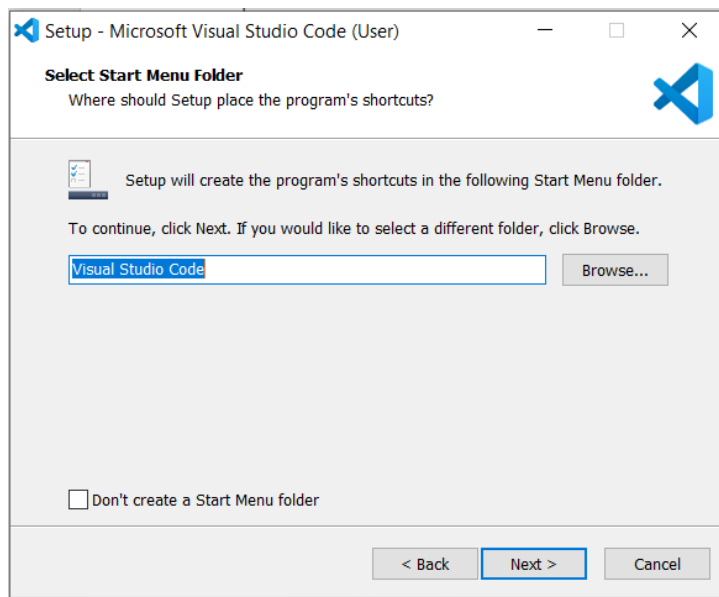 Setup - Microsoft Visual Studio Code (User)
Select Start Menu Folder
Where should Setup place the program's shortcuts?
Setup will create the program's shortcuts in the following Start Menu folder.
To continue, click Next. If you would like to select a different folder, click Browse.
Visual Studio Code
Browse...
Don't create a Start Menu folder
< Back
Next >
Cancel